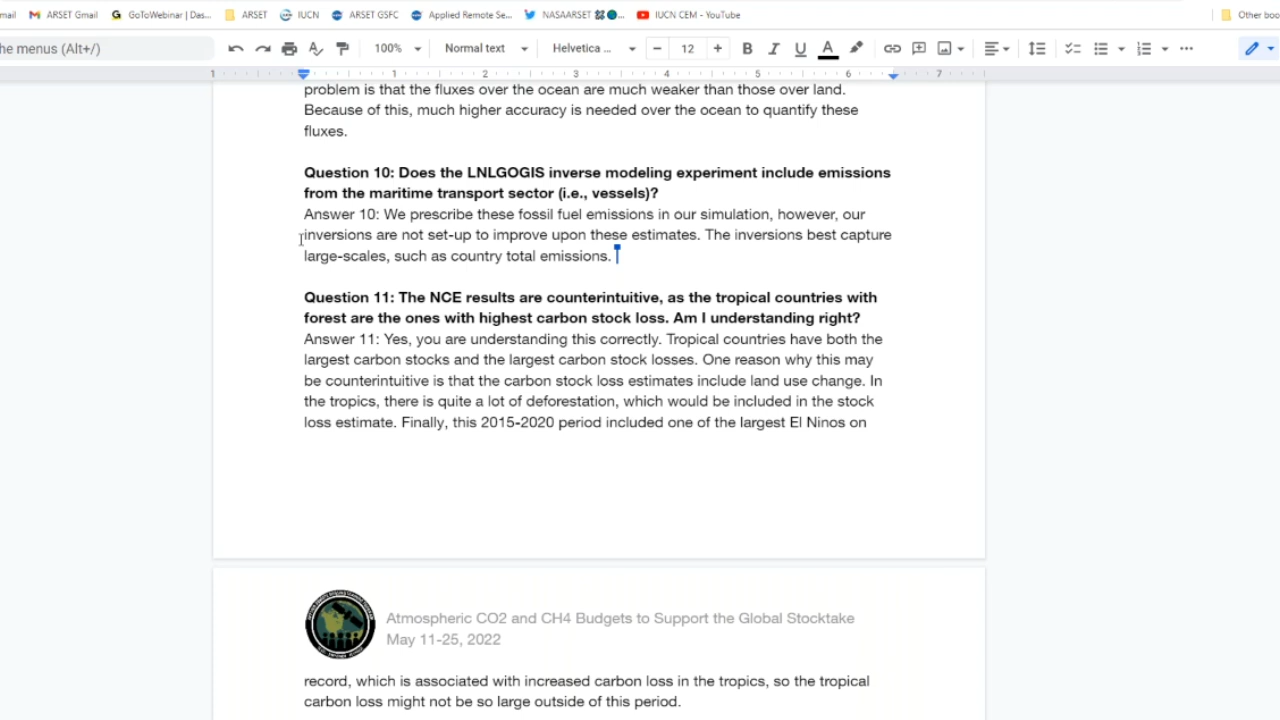 mail ARSET Gmail GoToWebinar | Das... ARSET IUCN ARSET GSFC Applied Remote Se... NASAARSET IUCN CEM - YouTube Other boo
he menus (Alt+/) 100% Normal text Helvetica ... 12 B I U A
1 1 2 3 4 5 6 7
problem is that the fluxes over the ocean are much weaker than those over land.
Because of this, much higher accuracy is needed over the ocean to quantify these
fluxes.
Question 10: Does the LNLGOGIS inverse modeling experiment include emissions
from the maritime transport sector (i.e., vessels)?
Answer 10: We prescribe these fossil fuel emissions in our simulation, however, our
inversions are not set-up to improve upon these estimates. The inversions best capture
large-scales, such as country total emissions.
Question 11: The NCE results are counterintuitive, as the tropical countries with
forest are the ones with highest carbon stock loss. Am I understanding right?
Answer 11: Yes, you are understanding this correctly. Tropical countries have both the
largest carbon stocks and the largest carbon stock losses. One reason why this may
be counterintuitive is that the carbon stock loss estimates include land use change. In
the tropics, there is quite a lot of deforestation, which would be included in the stock
loss estimate. Finally, this 2015-2020 period included one of the largest El Ninos on
Atmospheric CO2 and CH4 Budgets to Support the Global Stocktake
May 11-25, 2022
record, which is associated with increased carbon loss in the tropics, so the tropical
carbon loss might not be so large outside of this period.